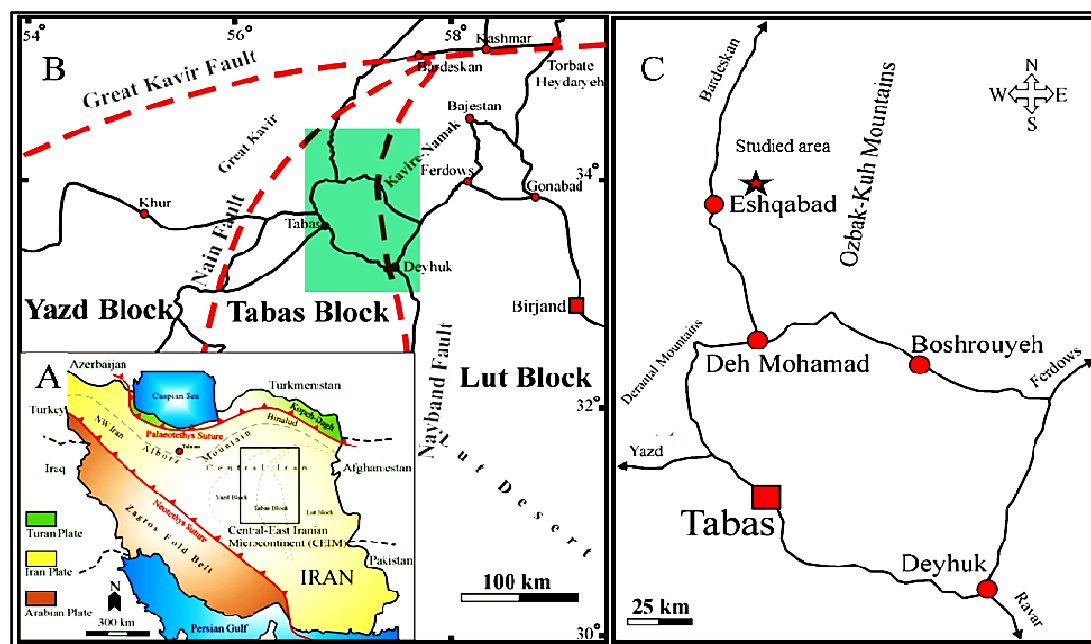 54°
56°
58°
B
Great Kavir Fault
Kashmar
Bardeskan
Torbate
Heydaryeh
Great Kavir
Bajestan
Kavire-Namak
34°
Ferdows
Gonabad
Khur
Tabas
Nain Fault
Deyhuk
Yazd Block
Tabas Block
Birjand
Nayband Fault
Lut Block
32°
Lut Desert
100 km
30°
A
Azerbaijan
Turkey
Caspian Sea
Turkmenistan
Kopeh-Dagh
Palaeotethys Suture
Binalud
NW Iran
Alborz Mountain
Tehran
Central Iran
Iraq
Afghanestan
Yazd Block
Tabas Block
Lut Block
Neotethys Suture
Zagros Fold Belt
Central-East Iranian
Microcontinent (CEIM)
Pakistan
IRAN
Turan Plate
Iran Plate
Arabian Plate
N
300 km
Persian Gulf
C
Bardeskan
N
W E
S
Studied area
Ozbak-Kuh Mountains
Eshqabad
Derantal Mountains
Deh Mohamad
Boshrouyeh
Ferdows
Yazd
Tabas
Deyhuk
Ravar
25 km